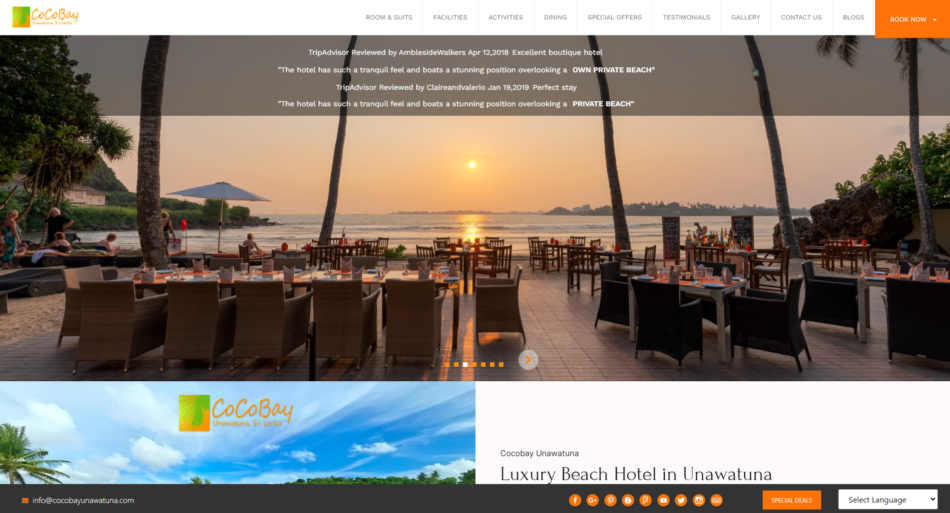 CoCoBay
Unawatuna, Sri Lanka
ROOM & SUITS
FACILITIES
ACTIVITIES
DINING
SPECIAL OFFERS
TESTIMONIALS
GALLERY
CONTACT US
BLOGS
BOOK NOW
TripAdvisor Reviewed by AmblesideWalkers Apr 12,2018 Excellent boutique hotel
"The hotel has such a tranquil feel and boats a stunning position overlooking a OWN PRIVATE BEACH"
TripAdvisor Reviewed by Claireandvalerio Jan 19,2019 Perfect stay
"The hotel has such a tranquil feel and boats a stunning position overlooking a PRIVATE BEACH"
CoCoBay
Unawatuna, Sri Lanka
Cocobay Unawatuna
Luxury Beach Hotel in Unawatuna
info@cocobayunawatuna.com
SPECIAL DEALS
Select Language